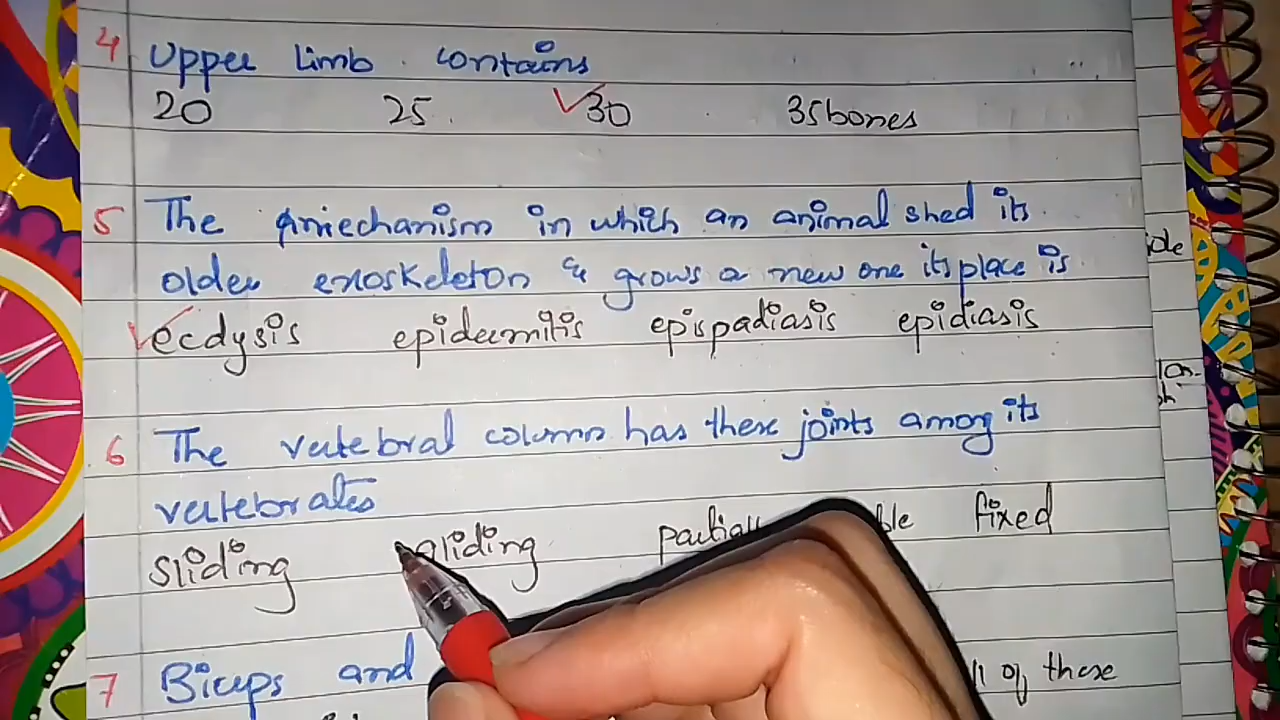 4 Upper limb contains
20 25 30 35 bones
5 The mechanism in which an animal shed its
older exoskeleton & grows a new one its place is
ecdysis epidermitis epispadiasis epidiasis
6 The vertebral column has these joints among its
vertebrates
sliding gliding fixed
7 Biceps and of these